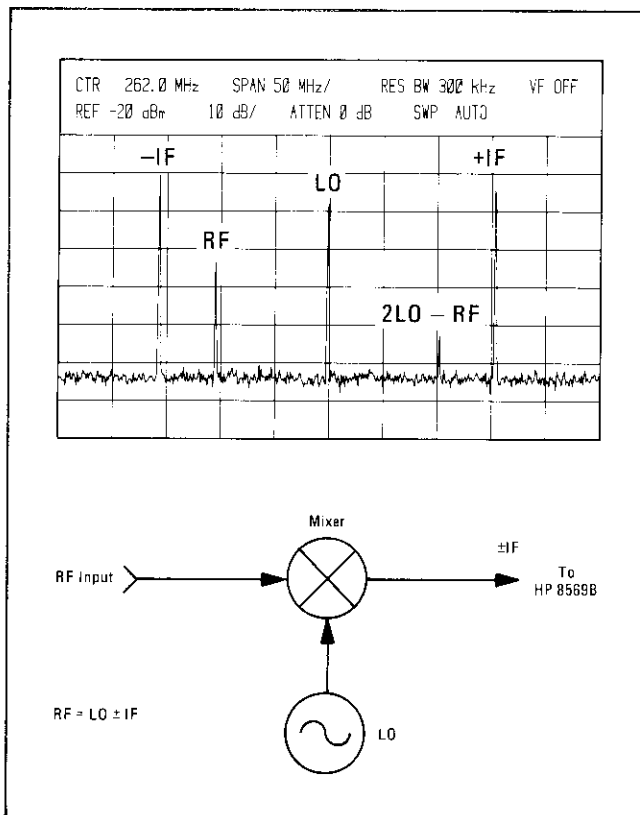 CTR 262.0 MHz SPAN 50 MHz/ RES BW 300 kHz VF OFF
REF -20 dBm 10 dB/ ATTEN 0 dB SWP AUTO
−IF
+IF
LO
RF
2LO − RF
Mixer
±IF
RF Input
To
HP 8569B
RF = LO ± IF
LO